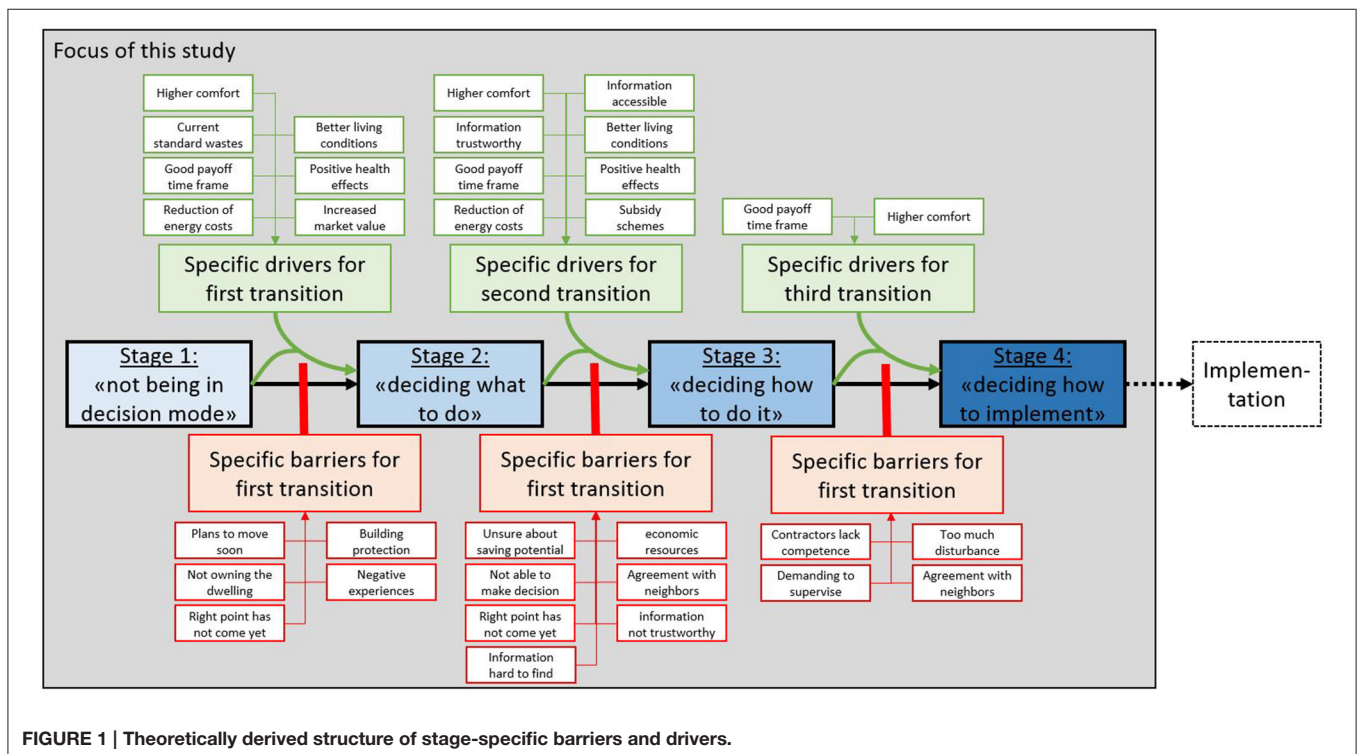 Focus of this study
Higher comfort
Current
standard wastes
Better living
conditions
Good payoff
time frame
Positive health
effects
Reduction of
energy costs
Increased
market value
Specific drivers for
first transition
Higher comfort
Information
accessible
Information
trustworthy
Better living
conditions
Good payoff
time frame
Positive health
effects
Reduction of
energy costs
Subsidy
schemes
Specific drivers for
second transition
Good payoff
time frame
Higher comfort
Specific drivers for
third transition
Stage 1:
«not being in
decision mode»
Stage 2:
«deciding what
to do»
Stage 3:
«deciding how
to do it»
Stage 4:
«deciding how
to implement»
Implemen-
tation
Specific barriers for
first transition
Plans to move
soon
Building
protection
Not owning the
dwelling
Negative
experiences
Right point has
not come yet
Specific barriers for
first transition
Unsure about
saving potential
economic
resources
Not able to
make decision
Agreement with
neighbors
Right point has
not come yet
information
not trustworthy
Information
hard to find
Specific barriers for
first transition
Contractors lack
competence
Too much
disturbance
Demanding to
supervise
Agreement with
neighbors
FIGURE 1 | Theoretically derived structure of stage-specific barriers and drivers.